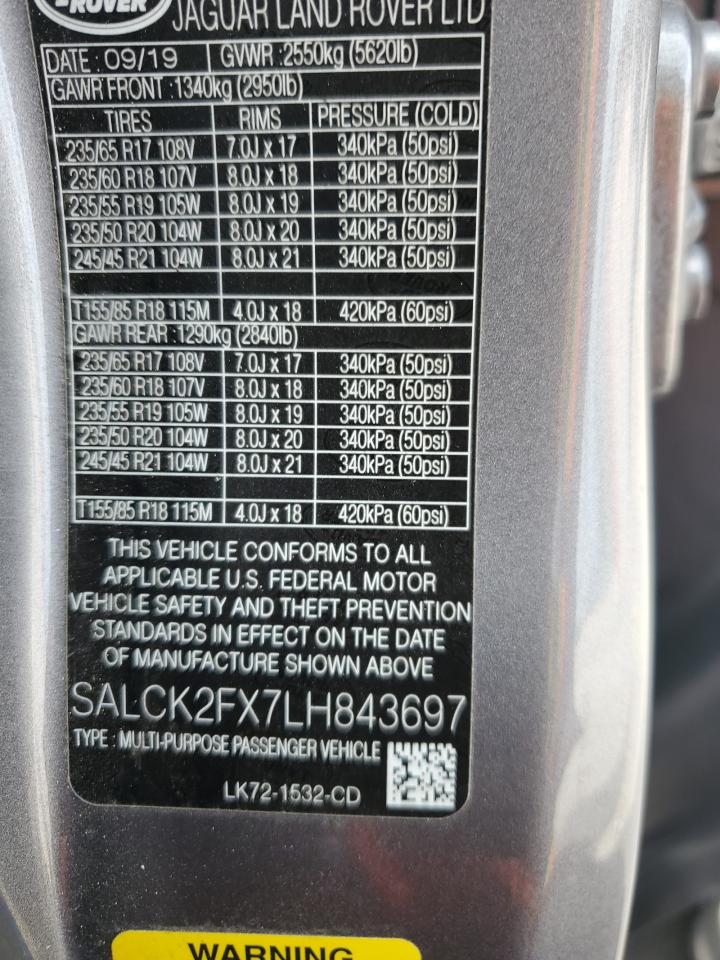 ROVER JAGUAR LAND ROVER LTD
DATE : 09/19 GVWR :2550kg (5620lb)
GAWR FRONT :1340kg (2950lb)
TIRES RIMS PRESSURE (COLD)
235/65 R17 108V 7.0J x 17 340kPa (50psi)
235/60 R18 107V 8.0J x 18 340kPa (50psi)
235/55 R19 105W 8.0J x 19 340kPa (50psi)
235/50 R20 104W 8.0J x 20 340kPa (50psi)
245/45 R21 104W 8.0J x 21 340kPa (50psi)
T155/85 R18 115M 4.0J x 18 420kPa (60psi)
GAWR REAR :1290kg (2840lb)
235/65 R17 108V 7.0J x 17 340kPa (50psi)
235/60 R18 107V 8.0J x 18 340kPa (50psi)
235/55 R19 105W 8.0J x 19 340kPa (50psi)
235/50 R20 104W 8.0J x 20 340kPa (50psi)
245/45 R21 104W 8.0J x 21 340kPa (50psi)
T155/85 R18 115M 4.0J x 18 420kPa (60psi)
THIS VEHICLE CONFORMS TO ALL
APPLICABLE U.S. FEDERAL MOTOR
VEHICLE SAFETY AND THEFT PREVENTION
STANDARDS IN EFFECT ON THE DATE
OF MANUFACTURE SHOWN ABOVE
SALCK2FX7LH843697
TYPE : MULTI-PURPOSE PASSENGER VEHICLE
LK72-1532-CD
WARNING